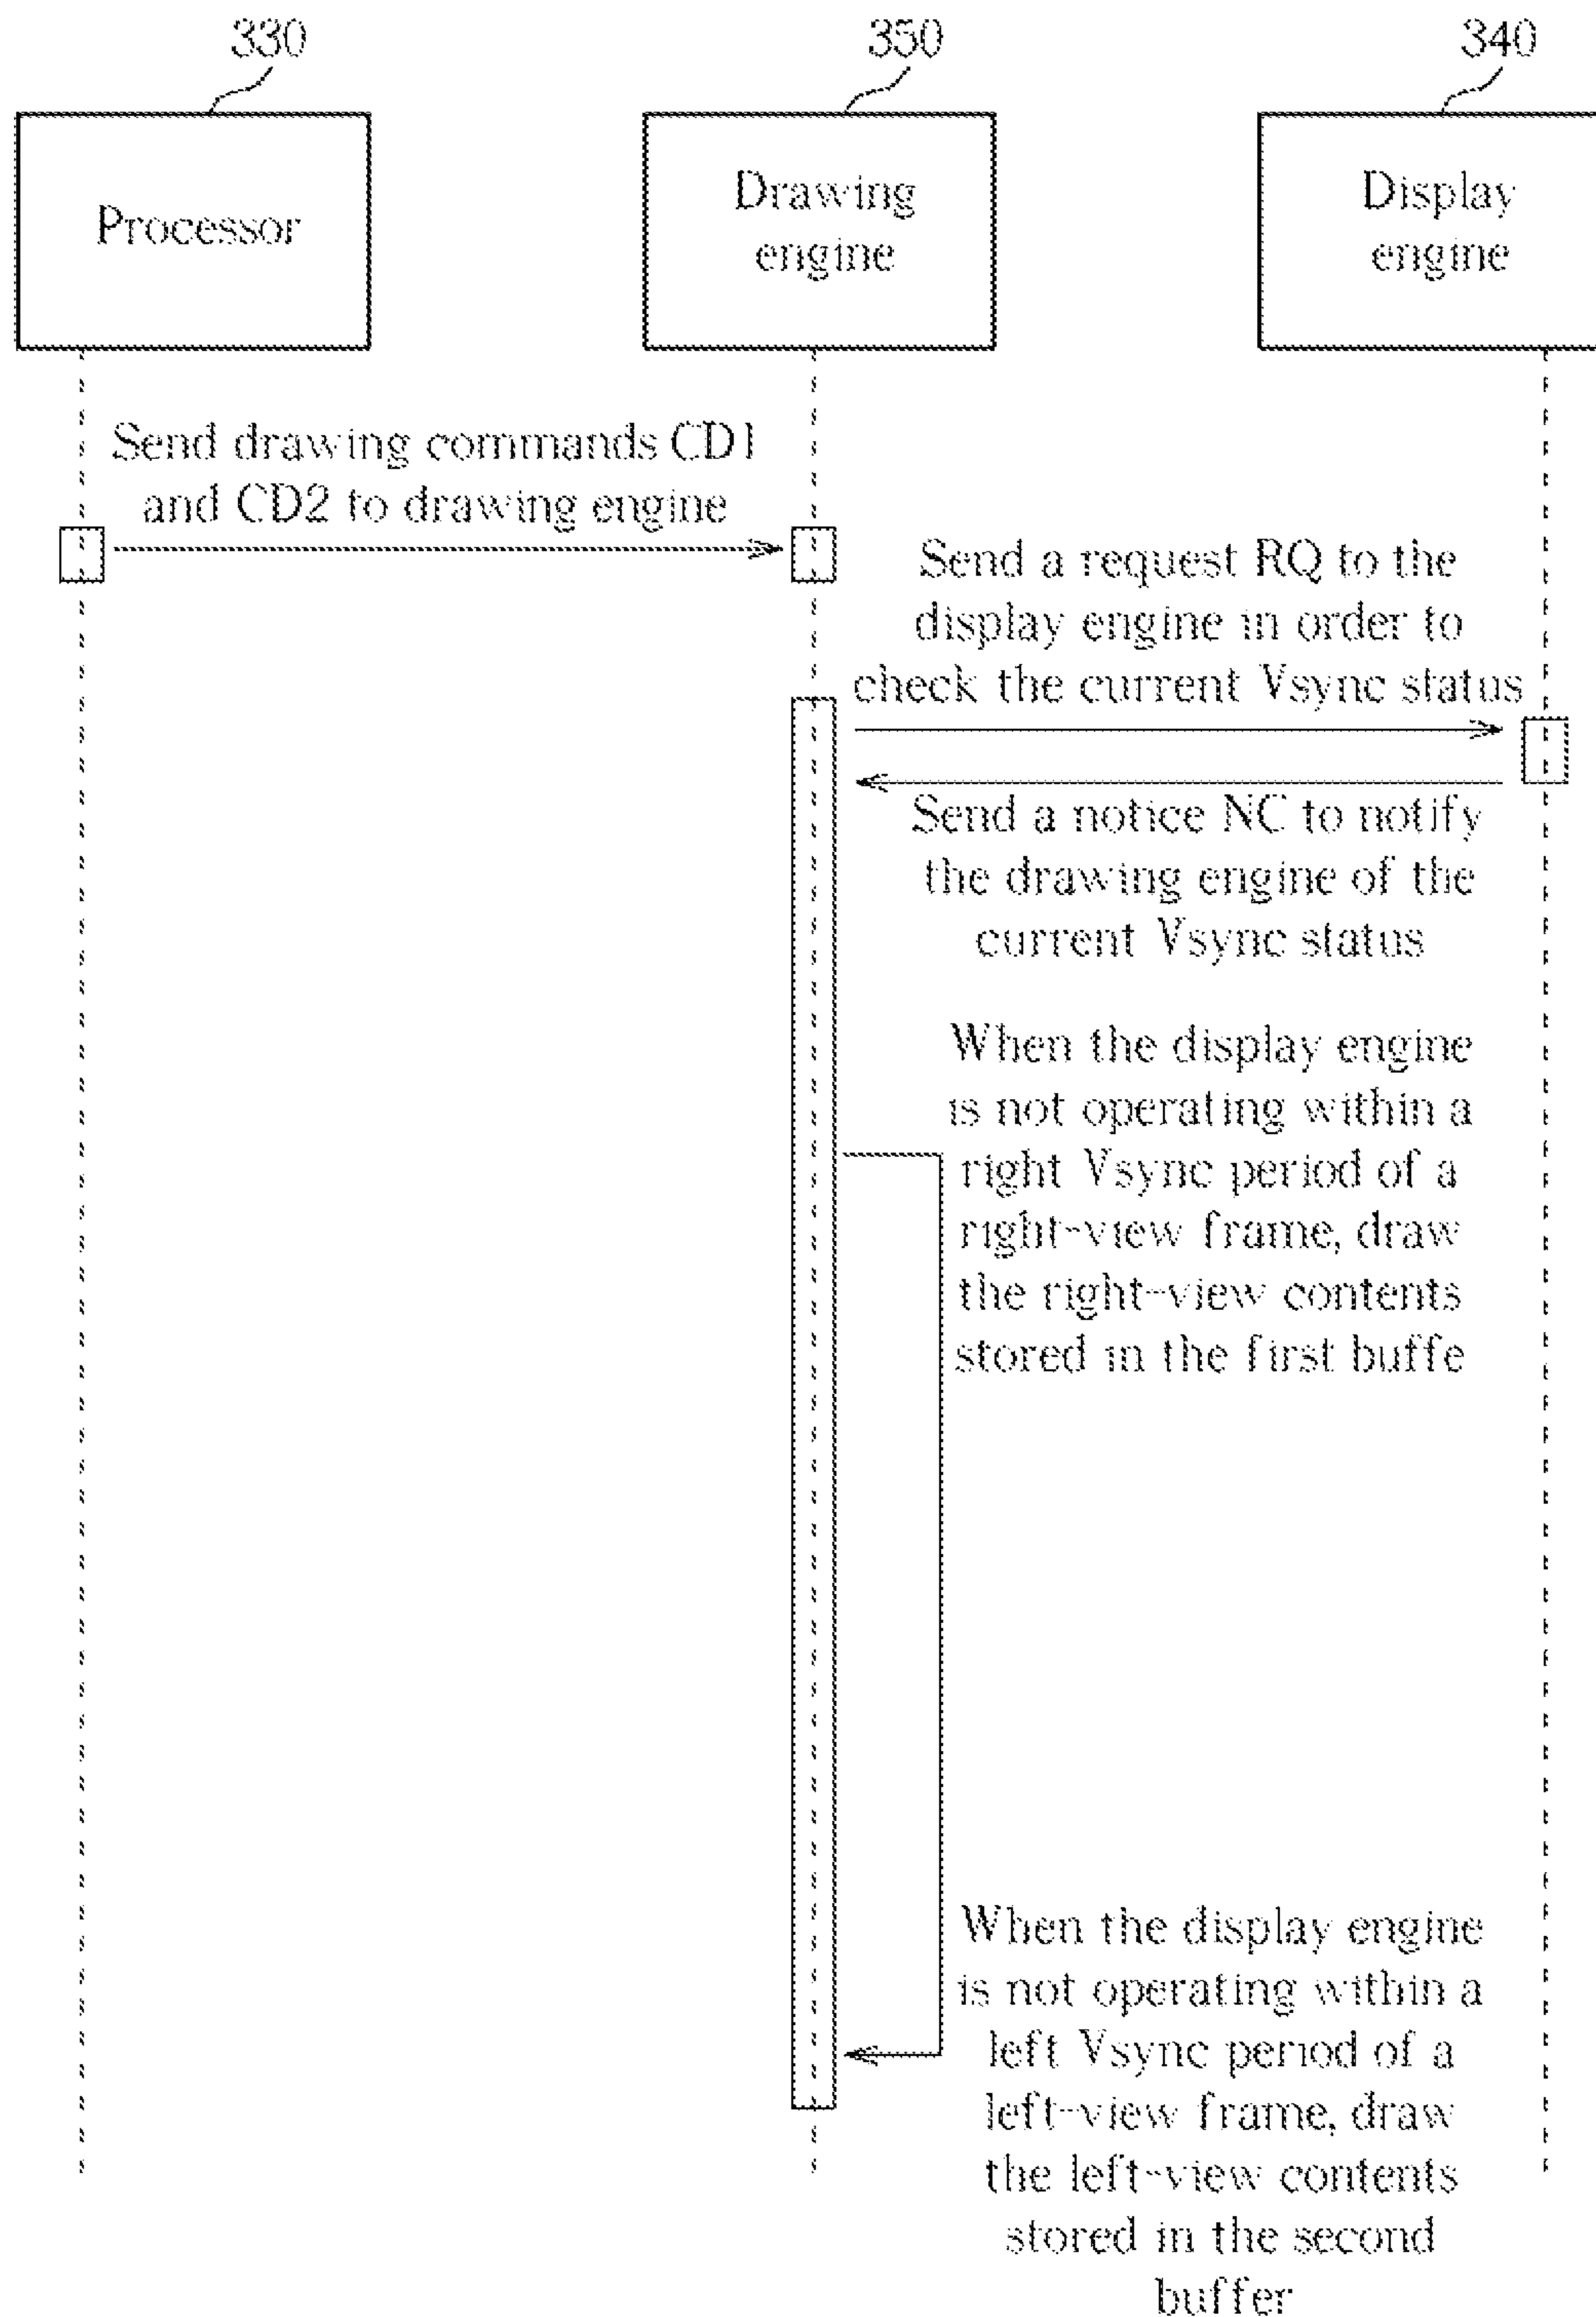 330
350
340
Processor
Drawing
engine
Display
engine
Send drawing commands CD1
and CD2 to drawing engine
Send a request RQ to the
display engine in order to
check the current Vsync status
Send a notice NC to notify
the drawing engine of the
current Vsync status
When the display engine
is not operating within a
right Vsync period of a
right-view frame, draw
the right-view contents
stored in the first buffe
When the display engine
is not operating within a
left Vsync period of a
left-view frame, draw
the left-view contents
stored in the second
buffer